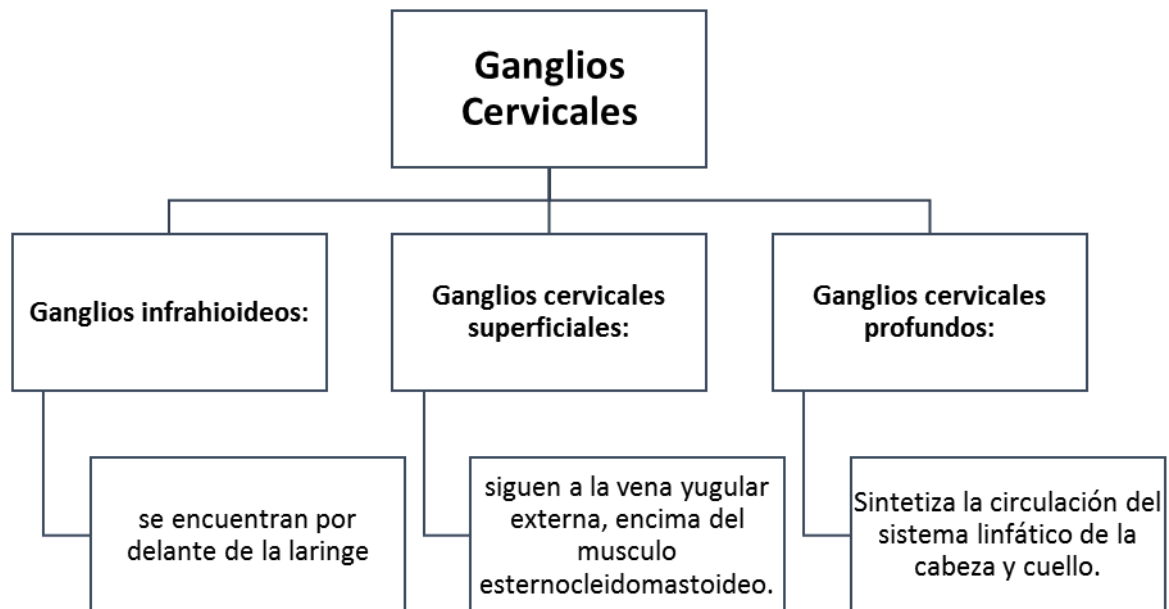 Ganglios
Cervicales
Ganglios infrahioideos:
Ganglios cervicales
superficiales:
Ganglios cervicales
profundos:
se encuentran por
delante de la laringe
siguen a la vena yugular
externa, encima del
musculo
esternocleidomastoideo.
Sintetiza la circulación del
sistema linfático de la
cabeza y cuello.